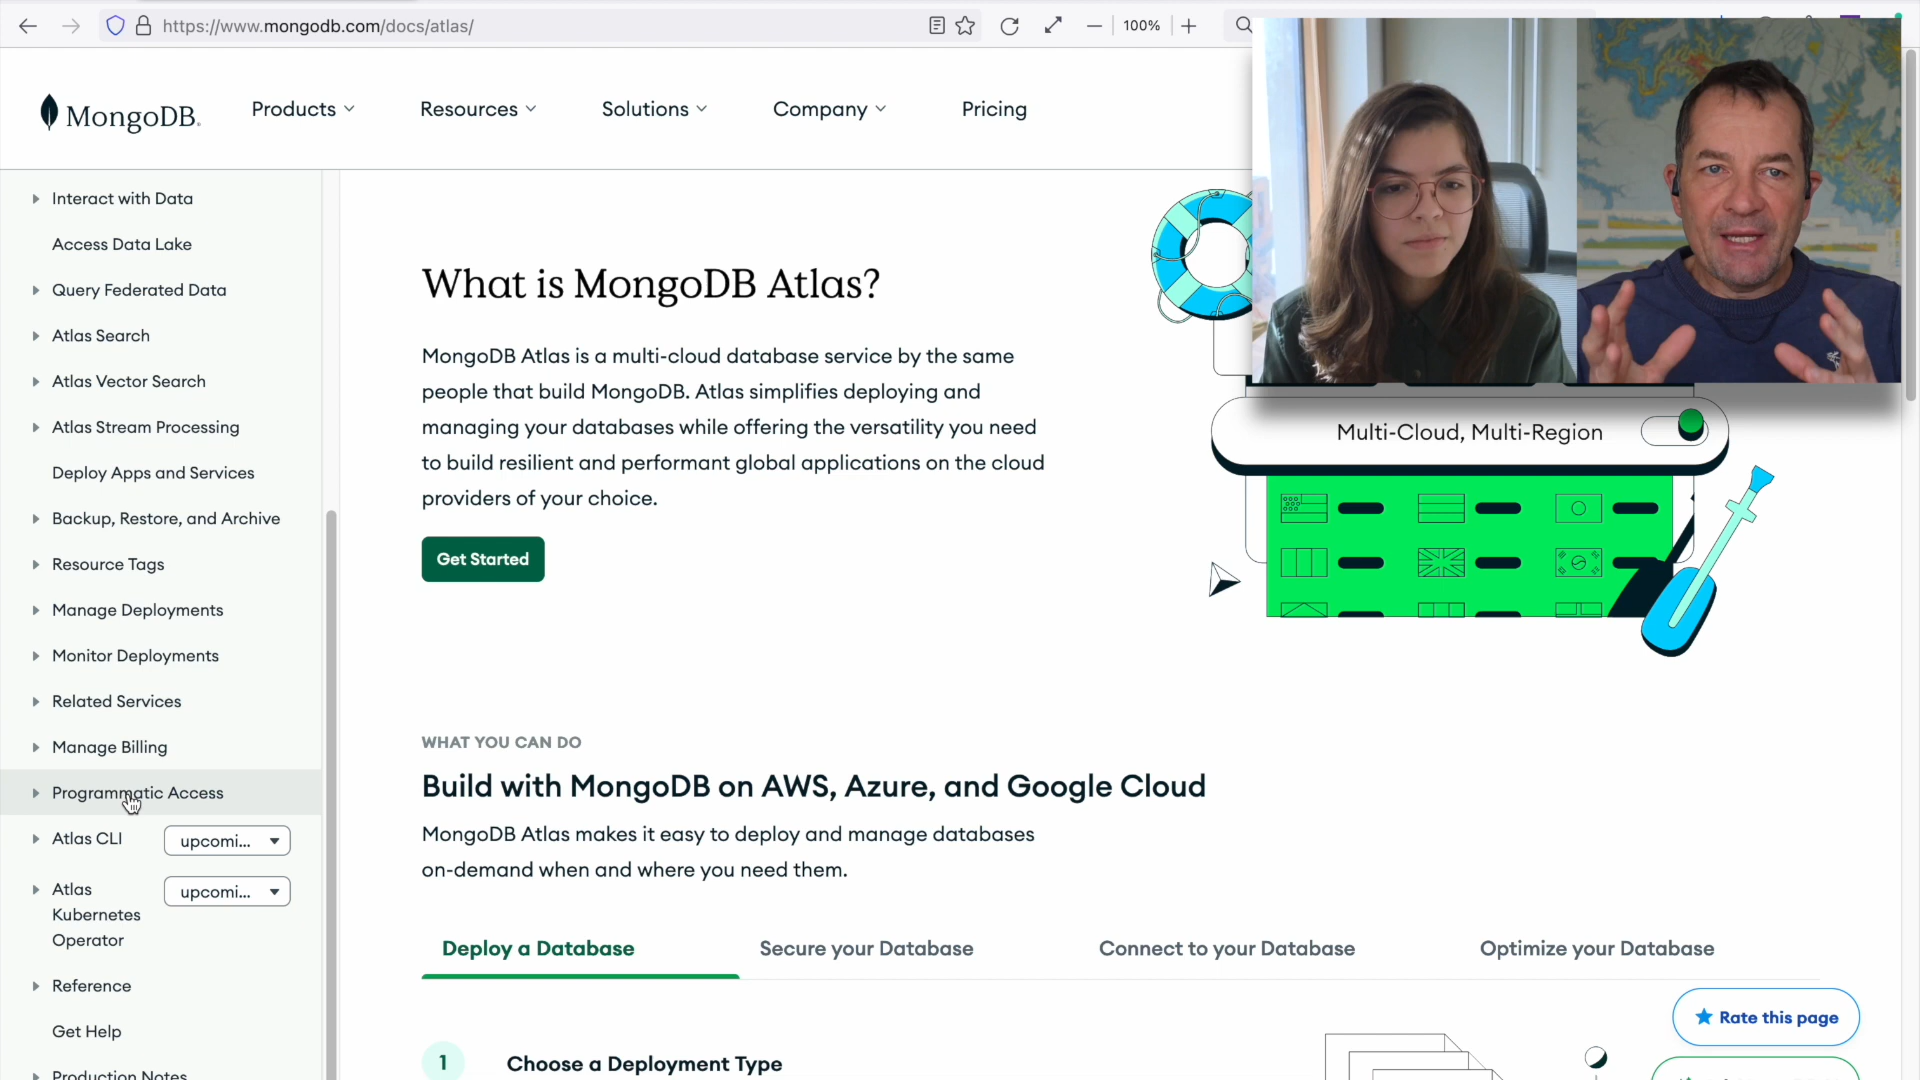 https://www.mongodb.com/docs/atlas/
100%
MongoDB.
Products
Resources
Solutions
Company
Pricing
Interact with Data
Access Data Lake
Query Federated Data
Atlas Search
Atlas Vector Search
Atlas Stream Processing
Deploy Apps and Services
Backup, Restore, and Archive
Resource Tags
Manage Deployments
Monitor Deployments
Related Services
Manage Billing
Programmatic Access
Atlas CLI
upcomi...
Atlas
Kubernetes
Operator
upcomi...
Reference
Get Help
Production Notes
What is MongoDB Atlas?
MongoDB Atlas is a multi-cloud database service by the same
people that build MongoDB. Atlas simplifies deploying and
managing your databases while offering the versatility you need
to build resilient and performant global applications on the cloud
providers of your choice.
Get Started
Multi-Cloud, Multi-Region
WHAT YOU CAN DO
Build with MongoDB on AWS, Azure, and Google Cloud
MongoDB Atlas makes it easy to deploy and manage databases
on-demand when and where you need them.
Deploy a Database
Secure your Database
Connect to your Database
Optimize your Database
1
Choose a Deployment Type
Rate this page